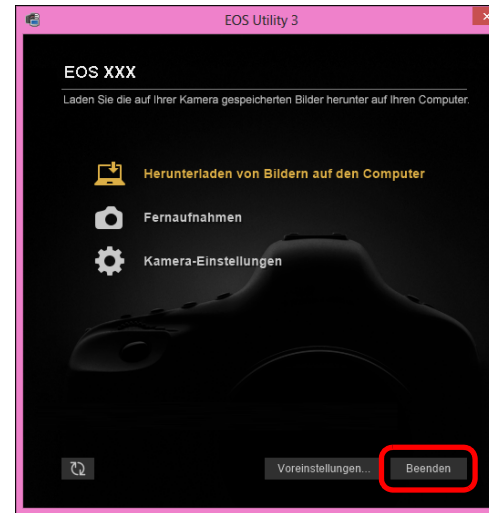 EOS Utility 3
EOS XXX
Laden Sie die auf Ihrer Kamera gespeicherten Bilder herunter auf Ihren Computer.
Herunterladen von Bildern auf den Computer
Fernaufnahmen
Kamera-Einstellungen
Voreinstellungen... Beenden